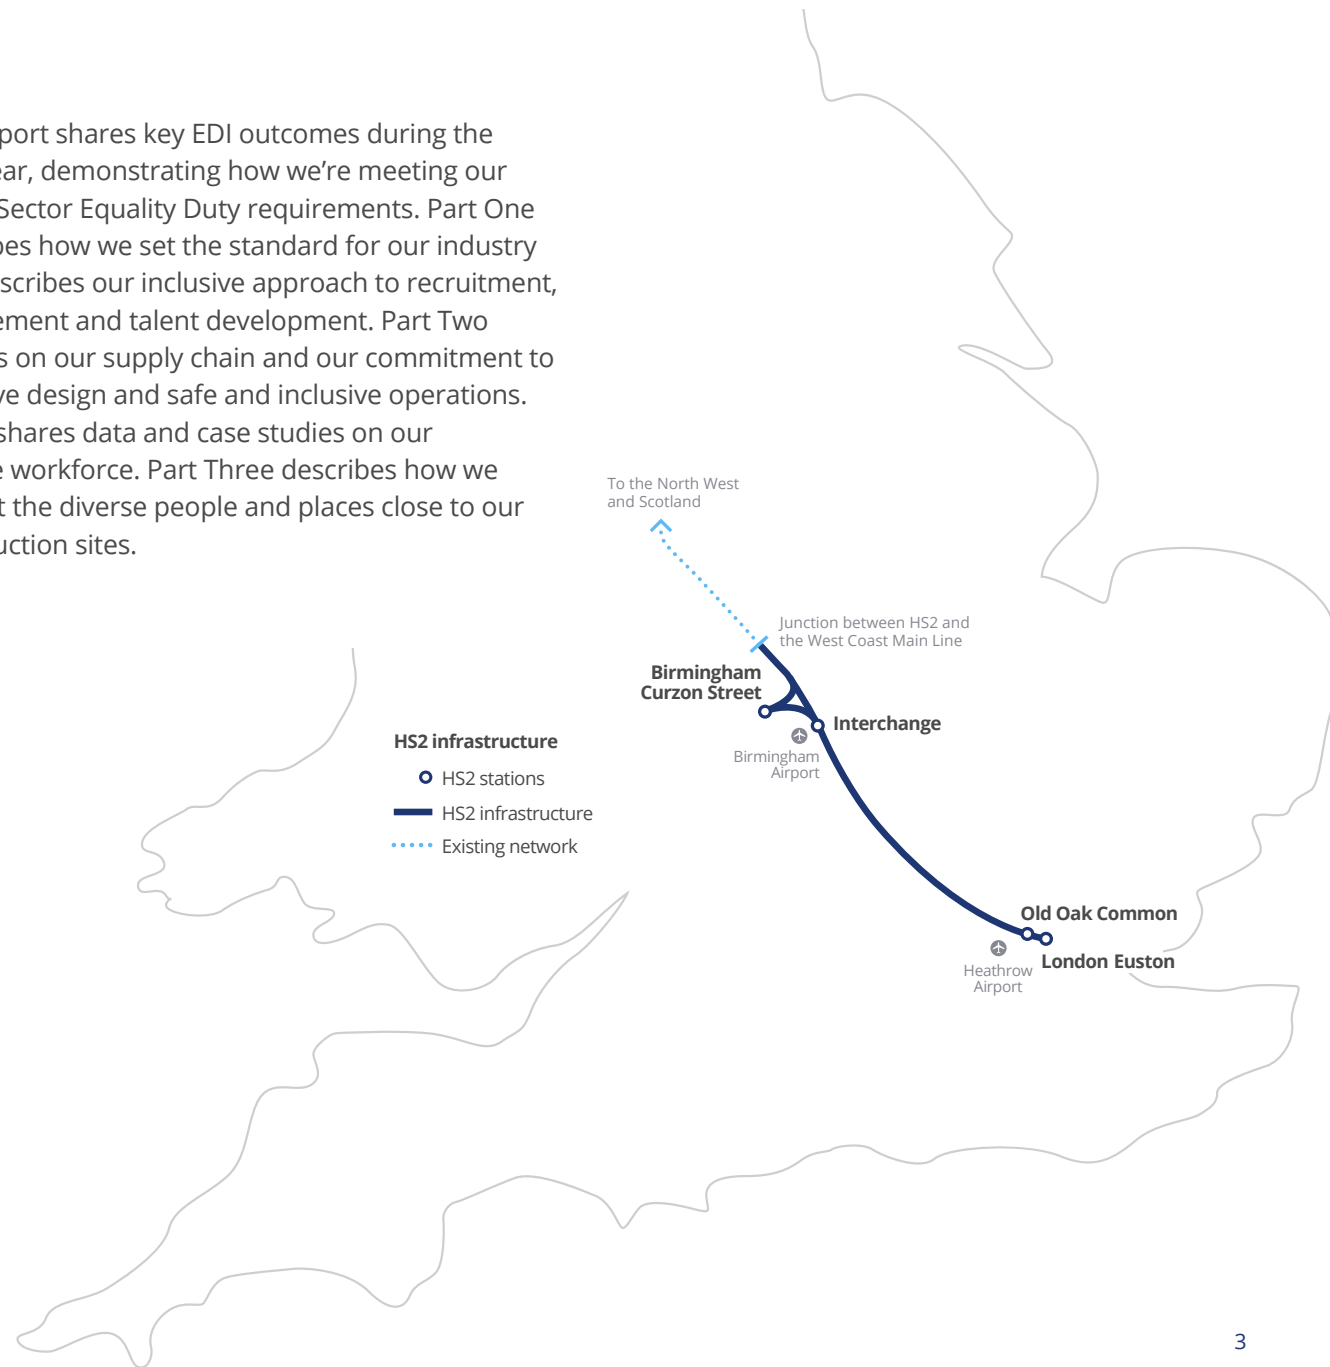 port shares key EDI outcomes during the
ear, demonstrating how we’re meeting our
Sector Equality Duty requirements. Part One
bes how we set the standard for our industry
scribes our inclusive approach to recruitment,
ement and talent development. Part Two
s on our supply chain and our commitment to
ve design and safe and inclusive operations.
shares data and case studies on our
e workforce. Part Three describes how we
t the diverse people and places close to our
uction sites.
To the North West
and Scotland
Junction between HS2 and
the West Coast Main Line
Birmingham
Curzon Street
Interchange
Birmingham
Airport
HS2 infrastructure
HS2 stations
HS2 infrastructure
Existing network
Old Oak Common
London Euston
Heathrow
Airport
3